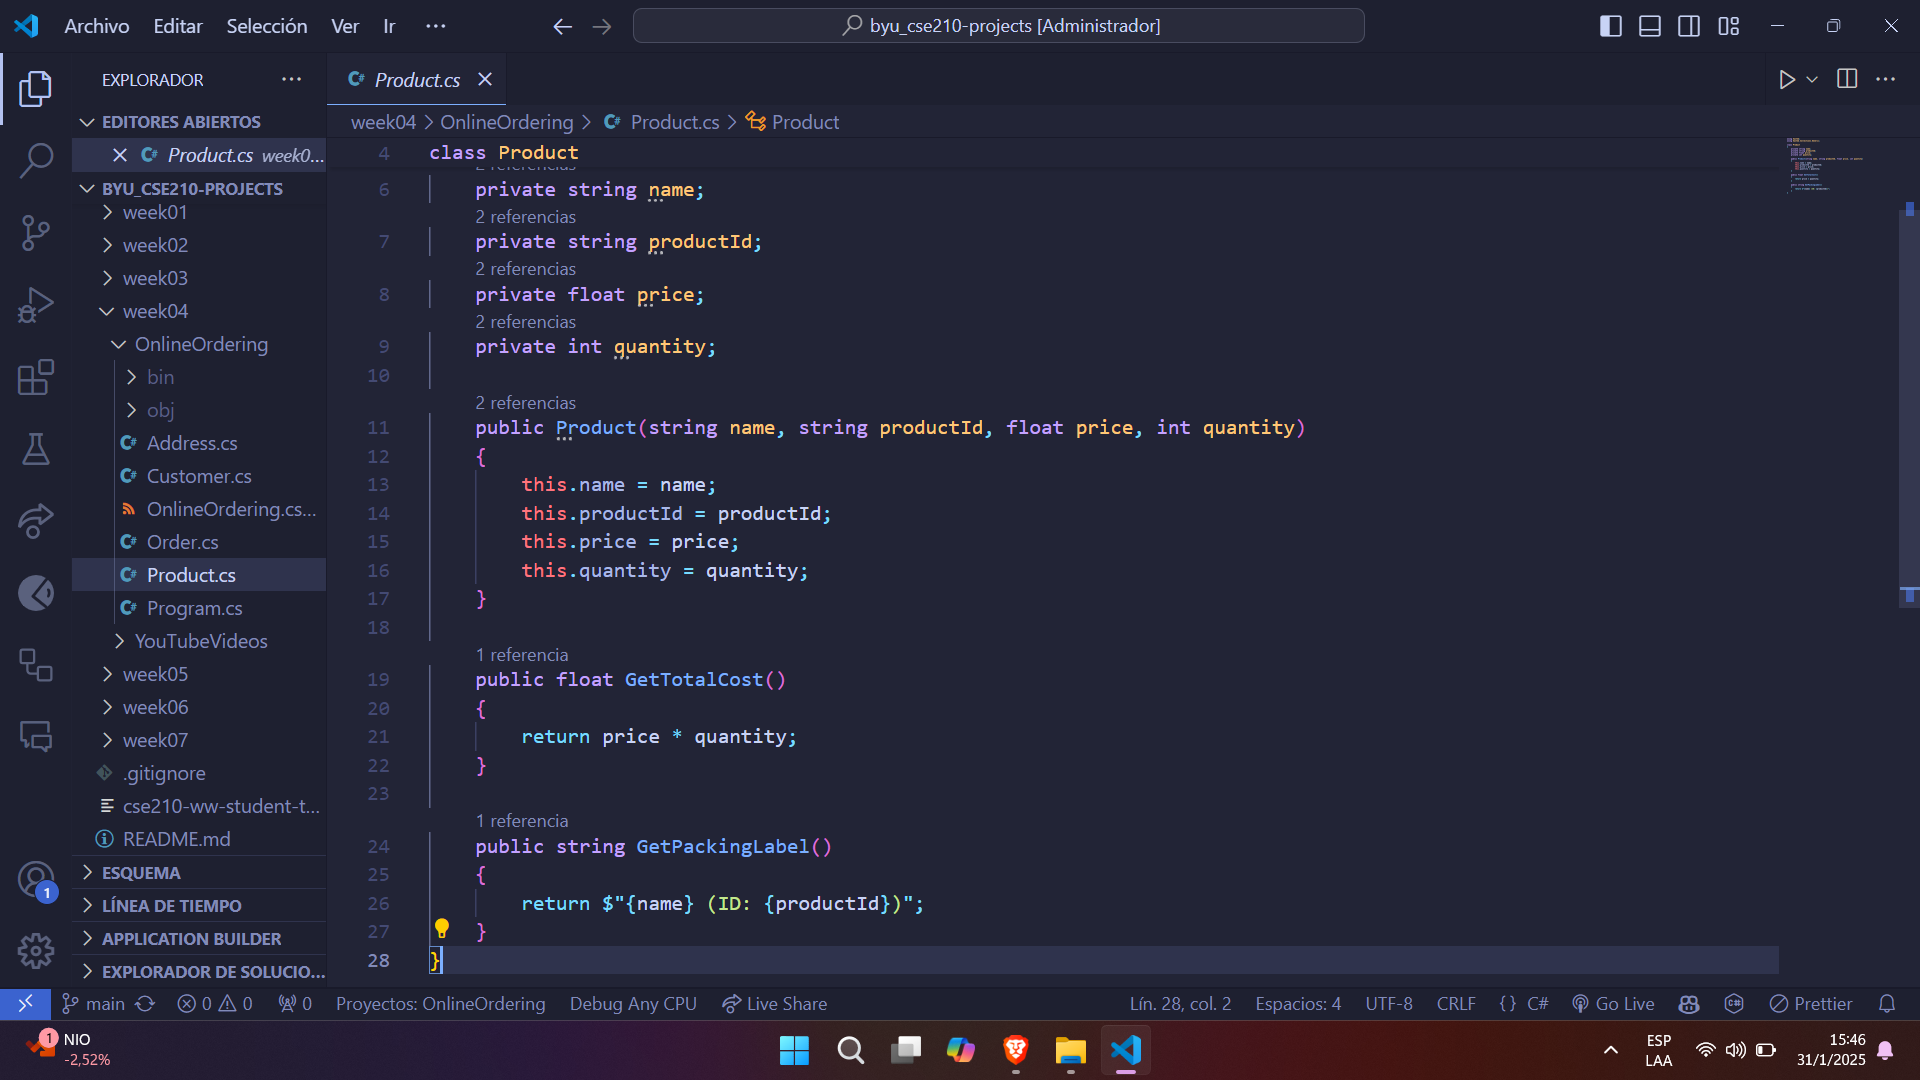 Archivo Editar Selección Ver Ir ···
byu_cse210-projects [Administrador]
EXPLORADOR ···
Product.cs
EDITORES ABIERTOS
Product.cs week0...
BYU_CSE210-PROJECTS
week01
week02
week03
week04
OnlineOrdering
bin
obj
Address.cs
Customer.cs
OnlineOrdering.cs...
Order.cs
Product.cs
Program.cs
YouTubeVideos
week05
week06
week07
.gitignore
cse210-ww-student-t...
README.md
ESQUEMA
LÍNEA DE TIEMPO
APPLICATION BUILDER
EXPLORADOR DE SOLUCIO...
week04 > OnlineOrdering > Product.cs > Product
4 class Product
6 private string name;
2 referencias
7 private string productId;
2 referencias
8 private float price;
2 referencias
9 private int quantity;
10
2 referencias
11 public Product(string name, string productId, float price, int quantity)
12 {
13 this.name = name;
14 this.productId = productId;
15 this.price = price;
16 this.quantity = quantity;
17 }
18
1 referencia
19 public float GetTotalCost()
20 {
21 return price * quantity;
22 }
23
1 referencia
24 public string GetPackingLabel()
25 {
26 return $"{name} (ID: {productId})";
27 }
28 }
main 0 0 0 Proyectos: OnlineOrdering Debug Any CPU Live Share Lín. 28, col. 2 Espacios: 4 UTF-8 CRLF {} C# Go Live Prettier
1
1 NIO
-2,52%
ESP
LAA
15:46
31/1/2025